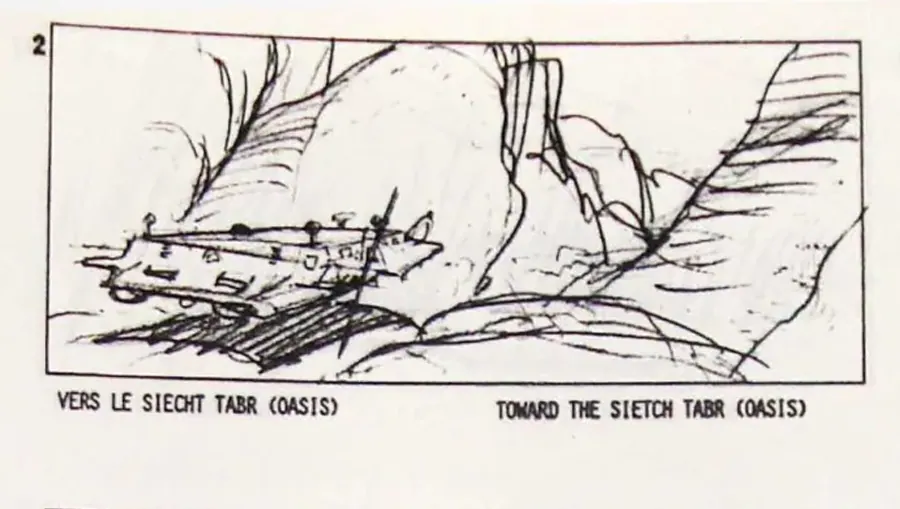 2
VERS LE SIECHT TABR (OASIS)
TOWARD THE SIETCH TABR (OASIS)